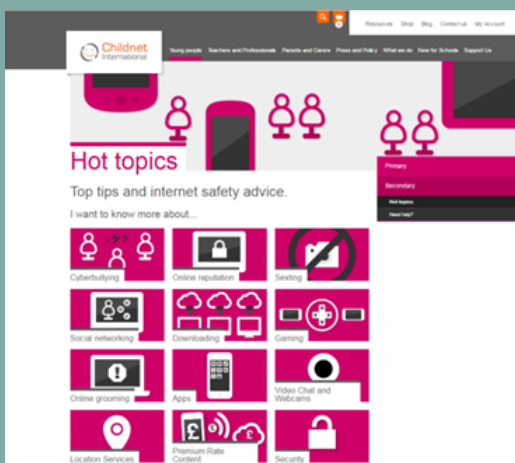 Resources Shop Blog Contact us My Account
Childnet
International
Young people Teachers and Professionals Parents and Carers Press and Policy What we do New for Schools Support Us
Hot topics
Primary
Secondary
Hot topics
Need help?
Top tips and internet safety advice.
I want to know more about...
Cyberbullying
Online reputation
Sexting
Social networking
Downloading
Gaming
Online grooming
Apps
Video Chat and
Webcams
Location Services
Premium Rate
Content
Security